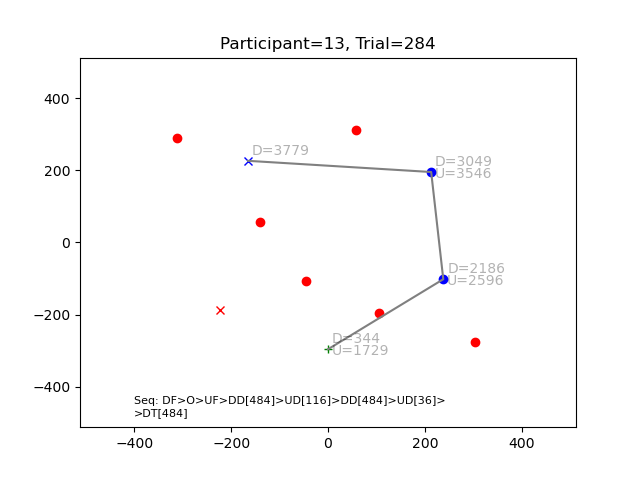 Participant=13, Trial=284
400
200
0
−200
−400
−400
−200
0
200
400
D=3779
D=3049
U=3546
D=2186
U=2596
D=344
U=1729
Seq: DF>O>UF>DD[484]>UD[116]>DD[484]>UD[36]>
>DT[484]